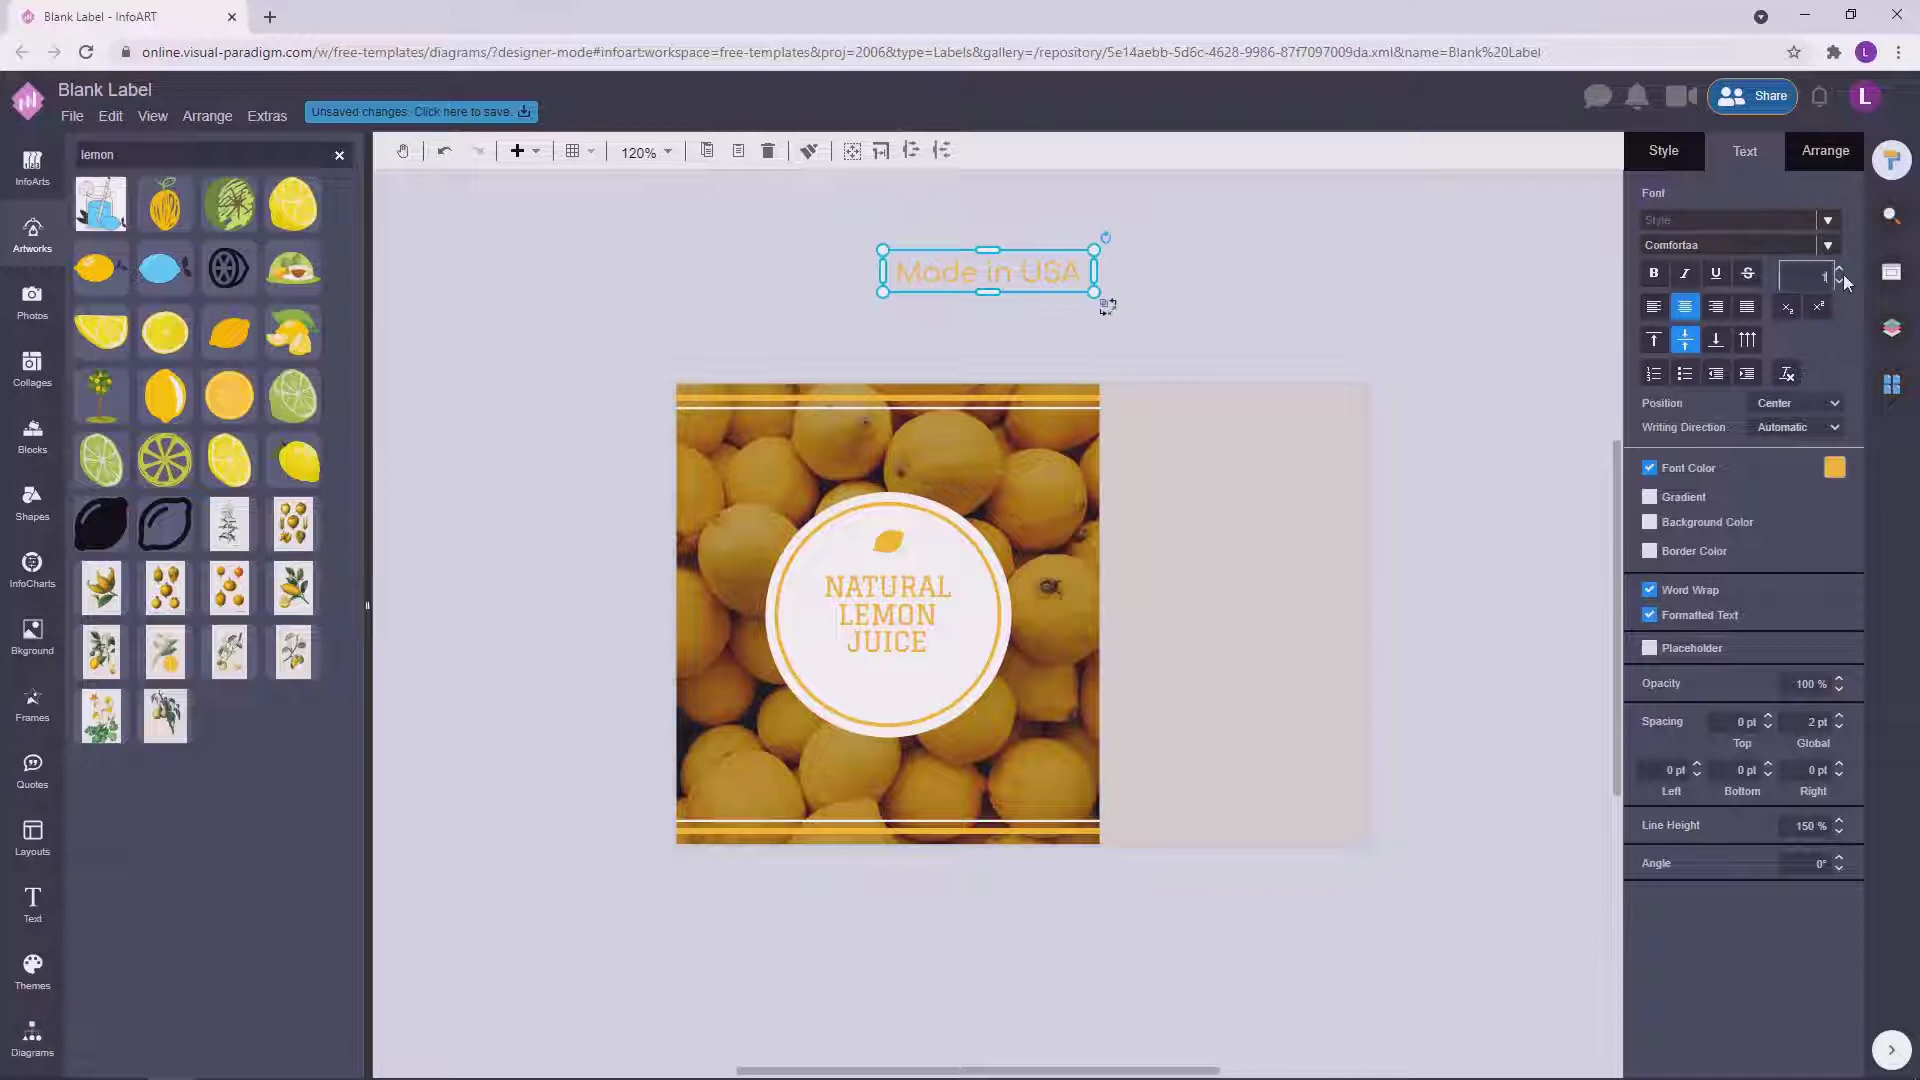 Blank Label - InfoART
online.visual-paradigm.com/w/free-templates/diagrams/?designer-mode#infoart:workspace=free-templates&proj=2006&type=Labels&gallery=/repository/5e14aebb-5d6c-4628-9986-87f7097009da.xml&name=Blank%20Label
L
Blank Label
File Edit View Arrange Extras
Unsaved changes. Click here to save.
Share
L
InfoArts
Artworks
Photos
Collages
Blocks
Shapes
InfoCharts
Bkground
Frames
Quotes
Layouts
Text
Themes
Diagrams
lemon
120%
Made in USA
NATURAL
LEMON
JUICE
Style Text Arrange
Font
Style
Comfortaa
B I U S
Position Center
Writing Direction Automatic
Font Color
Gradient
Background Color
Border Color
Word Wrap
Formatted Text
Placeholder
Opacity 100 %
Spacing 0 pt 2 pt
Top Global
0 pt 0 pt 0 pt
Left Bottom Right
Line Height 150 %
Angle 0°